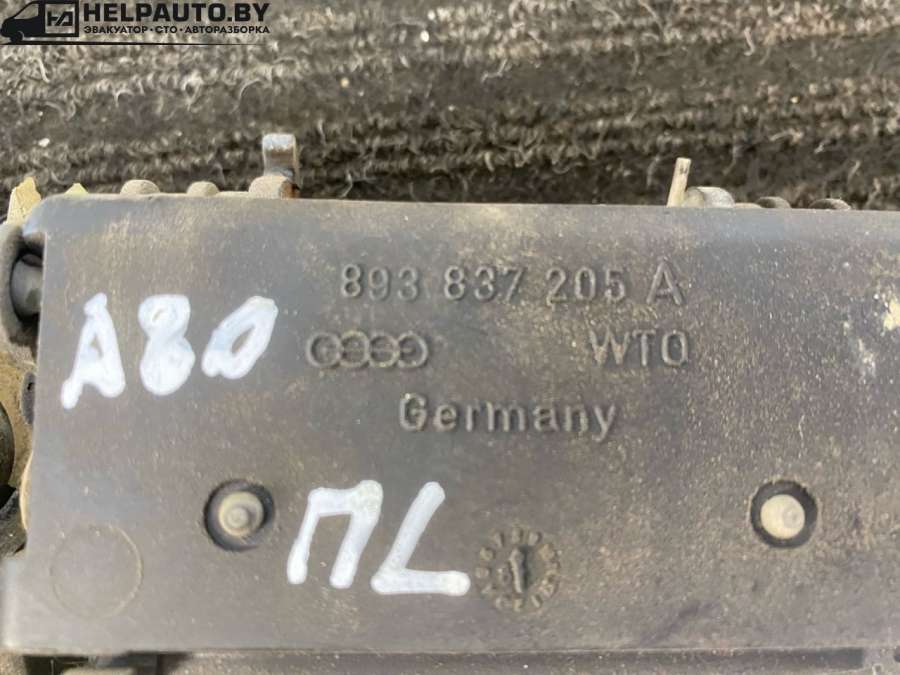 HELPAUTO.BY
ЭВАКУАТОР · СТО · АВТОРАЗБОРКА
893 837 205 A
WTO
Germany
A80
ПL